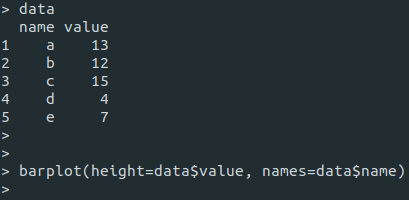 > data
  name value
1    a    13
2    b    12
3    c    15
4    d     4
5    e     7
>
>
> barplot(height=data$value, names=data$name)
>